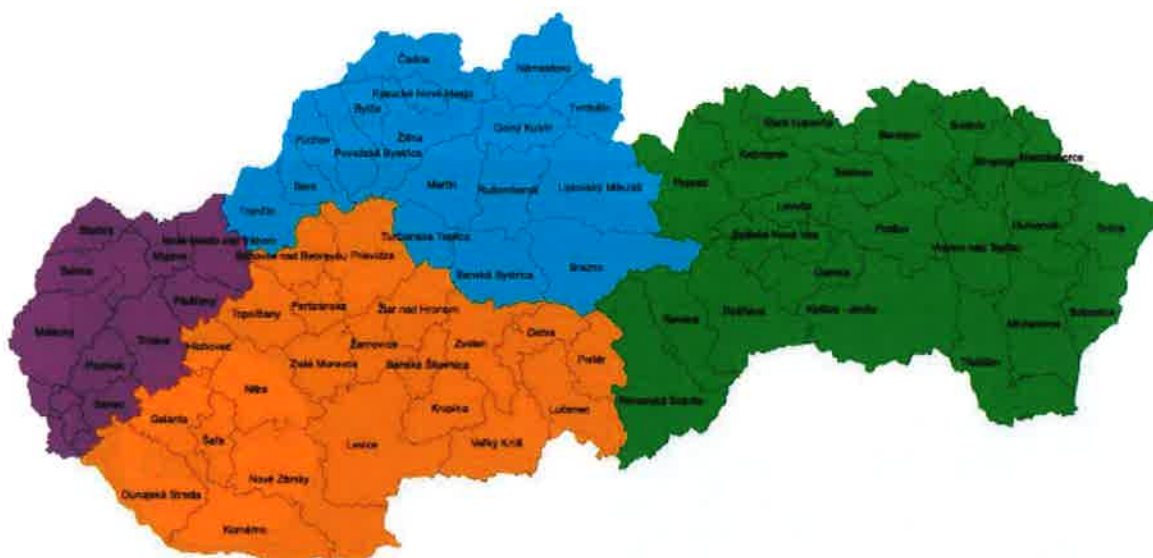 Čadca
Námestovo
Kysucké Nové Mesto
Bytča
Tvrdošín
Dolný Kubín
Púchov
Žilina
Považská Bystrica
Ilava
Martin
Ružomberok
Liptovský Mikuláš
Trenčín
Turčianske Teplice
Banská Bystrica
Brezno
Stará Ľubovňa
Bardejov
Svidník
Kežmarok
Stropkov
Medzilaborce
Poprad
Sabinov
Levoča
Spišská Nová Ves
Prešov
Humenné
Snina
Vranov nad Topľou
Gelnica
Revúca
Rožňava
Košice - okolie
Michalovce
Sobrance
Trebišov
Rimavská Sobota
Skalica
Nové Mesto nad Váhom
Myjava
Senica
Piešťany
Malacky
Trnava
Pezinok
Senec
Bánovce nad Bebravou
Prievidza
Topoľčany
Partizánske
Žiar nad Hronom
Hlohovec
Žarnovica
Zvolen
Detva
Zlaté Moravce
Banská Štiavnica
Poltár
Nitra
Krupina
Lučenec
Galanta
Šaľa
Levice
Veľký Krtíš
Nové Zámky
Dunajská Streda
Komárno